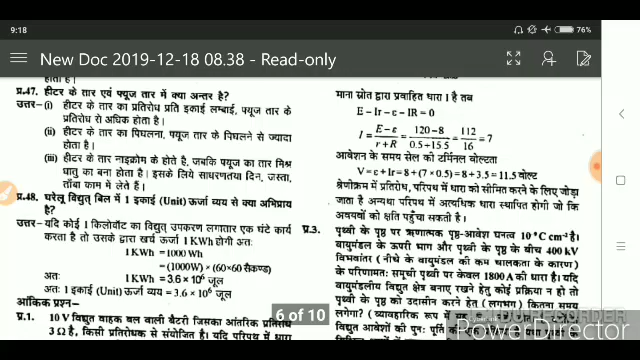 9:18
76%
New Doc 2019-12-18 08.38 - Read-only
होता है।
प्र.47. हीटर के तार एवं फ्यूज तार में क्या अन्तर है?
उत्तर- (i) हीटर के तार का प्रतिरोध प्रति इकाई लम्बाई, फ्यूज तार के
प्रतिरोध रो अधिक होता है।
(ii) हीटर के तार का पिघलना, फ्यूज तार के पिघलने से ज्यादा
होता है।
(iii) हीटर के तार नाइक्रोम के होते है, जबकि फ्यूज का तार मिश्र
धातु का बना होता है। इसके लिये साधरणतया दिन, जस्ता,
ताँबा काम मे लेते हैं।
प्र.48. घरेलू विद्युत बिल में 1 इकाई (Unit) ऊर्जा व्यय से क्या अभिप्राय
है?
उत्तर यदि कोई 1 किलोवॉट का विद्युत उपकरण लगातार एक घंटे कार्य
करता है तो उसके द्वारा खर्च ऊर्जा 1 KWh होगी अतः
1 KWh = 1000 Wh
= (1000W) × (60×60 सैकण्ड)
अतः 1 KWh = 3.6 × 10⁶ जूल
अतः 1 इकाई (Unit) ऊर्जा व्यय = 3.6 × 10⁶ जूल
आंकिक प्रश्न-
प्र.1. 10 V विद्युत वाहक बल वाली बैटरी जिसका आंतरिक प्रतिरोध
3 Ω है, किसी प्रतिरोधक से संयोजित है। यदि परिपथ में धारा
माना स्रोत द्वारा प्रवाहित धारा I है तब
E – Ir – ε – IR = 0
I = E – ε / r + R = 120 – 8 / 0.5 + 15.5 = 112 / 16 = 7
आवेशन के समय सेल की टर्मिनल वोल्टता
V = ε + Ir = 8 + (7 × 0.5) = 8 + 3.5 = 11.5 वोल्ट
श्रेणीक्रम में प्रतिरोध, परिपथ में धारा को सीमित करने के लिए जोड़ा
जाता है अन्यथा परिपथ में अत्यधिक धारा स्थापित होगी जो कि
अवयवों को क्षति पहुँचा सकती है।
प्र.3.
पृथ्वी के पृष्ठ पर ऋणात्मक पृष्ठ-आवेश घनत्व 10⁻⁹ C cm⁻² है।
वायुमंडल के ऊपरी भाग और पृथ्वी के पृष्ठ के बीच 400 kV
विभवांतर (नीचे के वायुमंडल की कम चालकता के कारण)
के परिणामतः समूची पृथ्वी पर केवल 1800 A की धारा है। यदि
वायुमंडलीय विद्युत क्षेत्र बनाए रखने हेतु कोई प्रक्रिया न हो तो
पृथ्वी के पृष्ठ को उदासीन करने हेतु (लगभग) कितना समय
लगेगा? (व्यावहारिक रूप में यह
विद्युत आवेशों की पुनः पूर्ति की
6 of 10
VIDEO RECORDER
PowerDirector